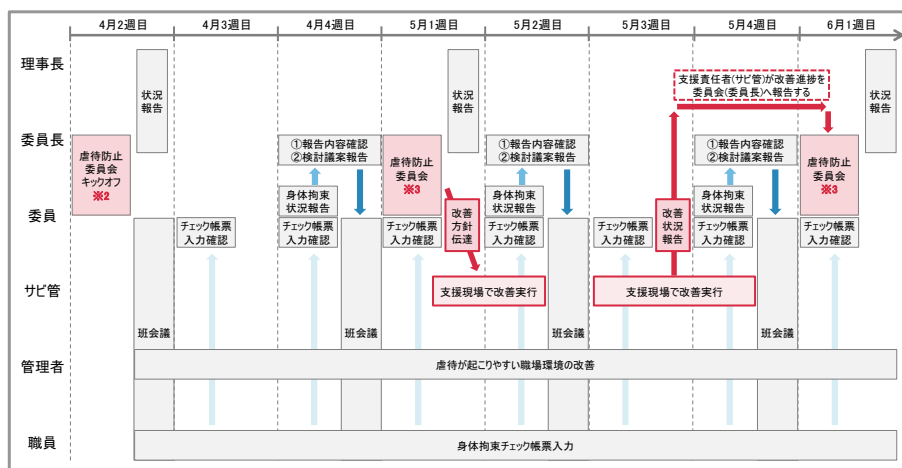 4月2週目
4月3週目
4月4週目
5月1週目
5月2週目
5月3週目
5月4週目
6月1週目
理事長
状況
報告
状況
報告
支援責任者(サビ管)が改善進捗を
委員会(委員長)へ報告する
状況
報告
委員長
虐待防止
委員会
キックオフ
※2
①報告内容確認
②検討議案報告
虐待防止
委員会
※3
①報告内容確認
②検討議案報告
①報告内容確認
②検討議案報告
虐待防止
委員会
※3
身体拘束
状況報告
身体拘束
状況報告
身体拘束
状況報告
委員
チェック帳票
入力確認
チェック帳票
入力確認
チェック帳票
入力確認
改善
方針
伝達
チェック帳票
入力確認
チェック帳票
入力確認
改善
状況
報告
チェック帳票
入力確認
チェック帳票
入力確認
サビ管
支援現場で改善実行
支援現場で改善実行
班会議
班会議
班会議
班会議
管理者
虐待が起こりやすい職場環境の改善
職員
身体拘束チェック帳票入力